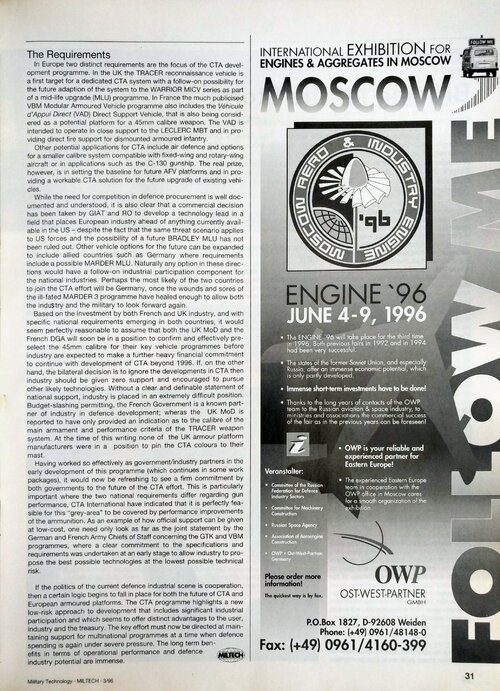 The Requirements
In Europe two distinct requirements are the focus of the CTA devel-
opment programme. In the UK the TRACER reconnaissance vehicle is
a first target for a dedicated CTA system with a follow-on possibility for
the future adaption of the system to the WARRIOR MICV series as part
of a mid-life upgrade (MLU) programme. In France the much publicised
VBM Modular Armoured Vehicle programme also includes the Véhicule
d'Appui Direct (VAD) Direct Support Vehicle, that is also being consid-
ered as a potential platform for a 45mm calibre weapon. The VAD is
intended to operate in close support to the LECLERC MBT and in pro-
viding direct fire support for dismounted armoured infantry.
Other potential applications for CTA include air defence and options
for a smaller calibre system compatible with fixed-wing and rotary-wing
aircraft or in applications such as the C-130 gunship. The real prize,
however, is in setting the baseline for future AFV platforms and in pro-
viding a workable CTA solution for the future upgrade of existing vehi-
cles.
While the need for competition in defence procurement is well docu-
mented and understood, it is also clear that a commercial decision
has been taken by GIAT and RO to develop a technology lead in a
field that places European industry ahead of anything currently avail-
able in the US – despite the fact that the same threat scenario applies
to US forces and the possibility of a future BRADLEY MLU has not
been ruled out. Other vehicle options for the future can be expanded
to include allied countries such as Germany where requirements
include a possible MARDER MLU. Naturally any option in these direc-
tions would have a follow-on industrial participation component for
the national industries. Perhaps the most likely of the two countries
to join the CTA effort will be Germany, once the wounds and sores of
the ill-fated MARDER 3 programme have healed enough to allow both
the industry and the military to look forward again.
Based on the investment by both French and UK industry, and with
specific national requirements emerging in both countries, it would
seem perfectly reasonable to assume that both the UK MoD and the
French DGA will soon be in a position to confirm and effectively pre-
select the 45mm calibre for their key vehicle programmes before
industry are expected to make a further heavy financial commitment
to continue with development of CTA beyond 1996. If, on the other
hand, the bilateral decision is to ignore the developments in CTA then
industry should be given zero support and encouraged to pursue
other likely technologies. Without a clear and definable statement of
national support, industry is placed in an extremely difficult position.
Budget-slashing permitting, the French Government is a known part-
ner of industry in defence development; wheras the UK MoD is
reported to have only provided an indication as to the calibre of the
main armament and performance criteria of the TRACER weapon
system. At the time of this writing none of the UK armour platform
manufacturers were in a position to pin the CTA colours to their
mast.
Having worked so effectively as government/industry partners in the
early development of this programme (which continues in some work
packages), it would now be refreshing to see a firm commitment by
both governments to the future of the CTA effort. This is particularly
important where the two national requirements differ regarding gun
performance, CTA International have indicated that it is perfectly fea-
sible for this "grey-area" to be covered by performance improvements
of the ammunition. As an example of how official support can be given
at low-cost, one need only look as far as the joint statement by the
German and French Army Chiefs of Staff concerning the GTK and VBM
programmes, where a clear commitment to the specifications and
requirements was undertaken at an early stage to allow industry to pro-
pose the best possible technologies at the lowest possible technical
risk.
If the politics of the current defence industrial scene is cooperation,
then a certain logic begins to fall in place for both the future of CTA and
European armoured platforms. The CTA programme highlights a new
low-risk approach to development that includes significant industrial
participation and which seems to offer distinct advantages to the user,
industry and the treasury. The key effort must now be directed to main-
taining support for multinational programmes at a time when defence
spending is again under severe pressure. The long term ben-
efits in terms of operational performance and defence
industry potential are immense.
MILTECH
Military Technology · MILTECH · 3/96
FOLLOW ME
INTERNATIONAL EXHIBITION FOR
ENGINES & AGGREGATES IN MOSCOW
MOSCOW
MOSCOW AERO & INDUSTRY ENGINE
'96
ENGINE `96
JUNE 4-9, 1996
• The ENGINE `96 will take place for the third time
in 1996. Both previous fairs in 1992 and in 1994
had been very successful.
• The states of the former Soviet Union, and especially
Russia, offer an immense economic potential, which
is only partly developed.
• Immense short-term investments have to be done!
• Thanks to the long years of contacts of the OWP
team to the Russian aviation & space industry, to
ministries and associations the commercial success
of the fair as in the previous years can be foreseen!
i
Veranstalter:
• Committee of the Russian
Federation for Defence
Industry Sectors
• Committee for Machinery
Construction
• Russian Space Agency
• Association of Aeroengine
Construction
• OWP • Ost-West-Partner,
Germany
Please order more
information!
The quickest way is by fax.
• OWP is your reliable and
experienced partner for
Eastern Europe!
• The experienced Eastern Europe
team in cooperation with the
OWP office in Moscow cares
for a smooth organization of the
exhibition.
OWP
OST-WEST-PARTNER
GMBH
P.O.Box 1827, D-92608 Weiden
Phone: (+49) 0961/48148-0
Fax: (+49) 0961/4160-399
FOLLOW ME
31